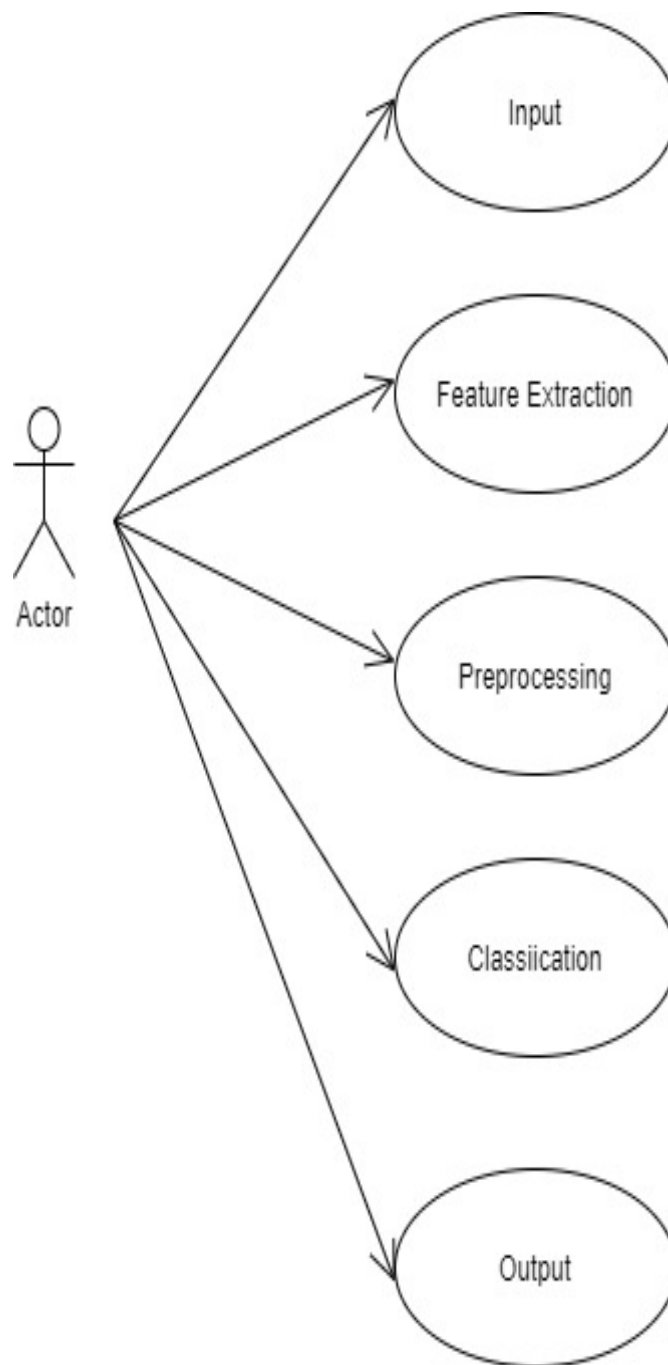 Input
Feature Extraction
Actor
Preprocessing
Classiication
Output